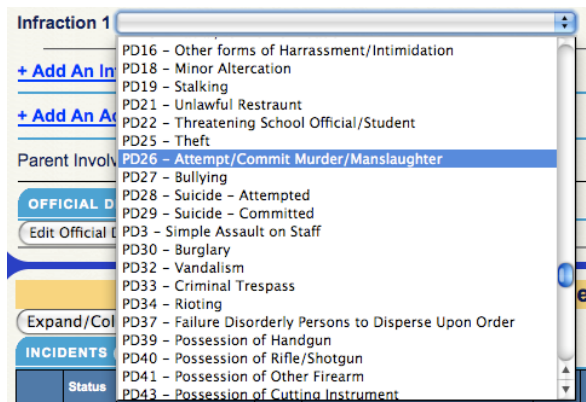 Infraction 1
PD16 – Other forms of Harrassment/Intimidation
PD18 – Minor Altercation
+ Add An In
PD19 – Stalking
PD21 – Unlawful Restraunt
+ Add An Ad
PD22 – Threatening School Official/Student
PD25 – Theft
Parent Involv
PD26 – Attempt/Commit Murder/Manslaughter
PD27 – Bullying
PD28 – Suicide – Attempted
OFFICIAL D
PD29 – Suicide – Committed
Edit Official D
PD3 – Simple Assault on Staff
PD30 – Burglary
PD32 – Vandalism
PD33 – Criminal Trespass
e
PD34 – Rioting
Expand/Col
PD37 – Failure Disorderly Persons to Disperse Upon Order
PD39 – Possession of Handgun
INCIDENTS
PD40 – Possession of Rifle/Shotgun
PD41 – Possession of Other Firearm
Status
PD43 – Possession of Cutting Instrument